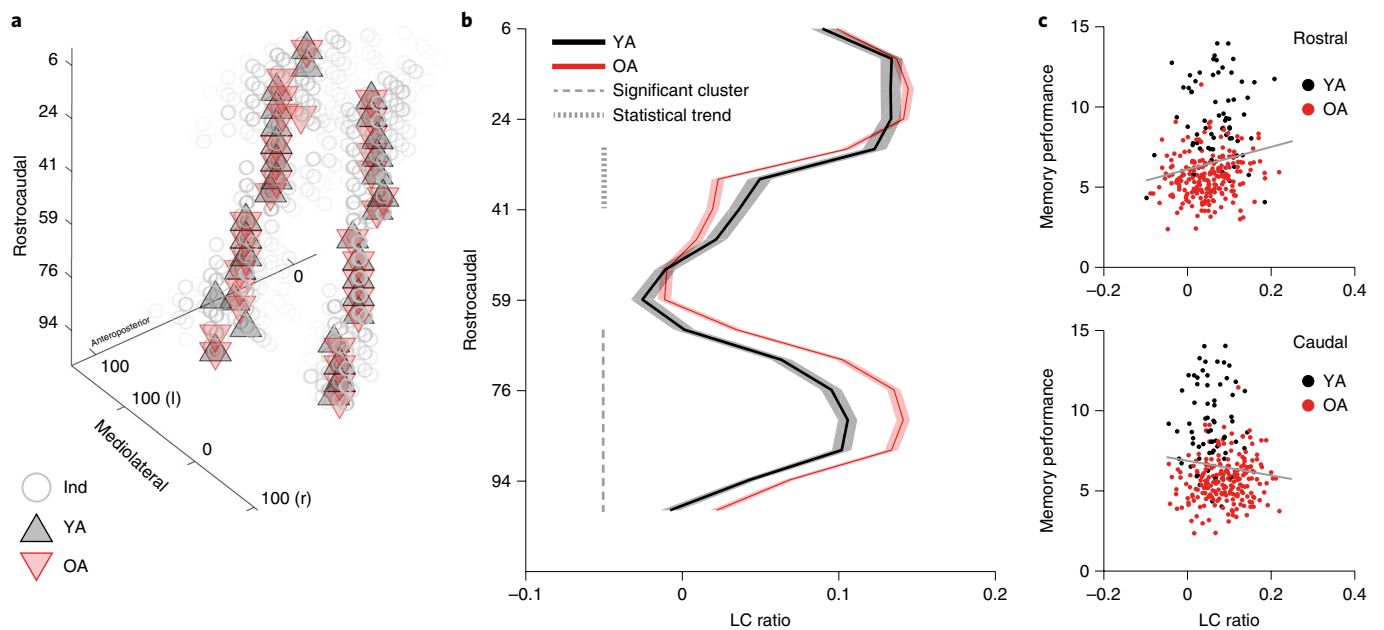 a
6
24
41
59
76
94
Rostrocaudal
0
Anteroposterior
100
100 (l)
0
100 (r)
Mediolateral
Ind
YA
OA
b
6
24
41
59
76
94
Rostrocaudal
YA
OA
Significant cluster
Statistical trend
–0.1
0
0.1
0.2
LC ratio
c
15
10
5
0
Memory performance
Rostral
YA
OA
–0.2
0
0.2
0.4
15
10
5
0
Memory performance
Caudal
YA
OA
–0.2
0
0.2
0.4
LC ratio